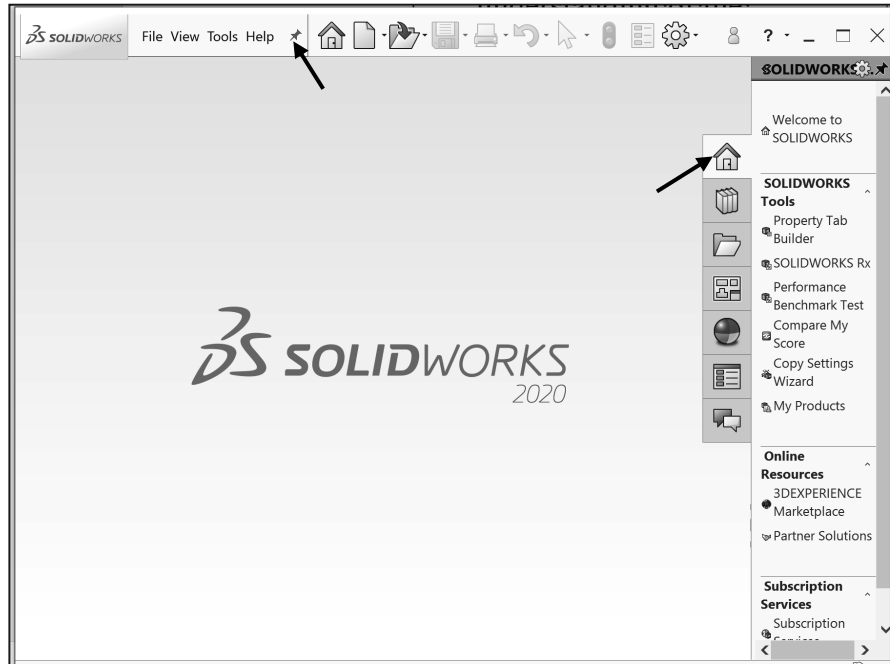 SOLIDWORKS File View Tools Help ?
SOLIDWORKS
Welcome to
SOLIDWORKS
SOLIDWORKS
Tools
Property Tab
Builder
SOLIDWORKS Rx
Performance
Benchmark Test
Compare My
Score
Copy Settings
Wizard
My Products
Online
Resources
3DEXPERIENCE
Marketplace
Partner Solutions
Subscription
Services
Subscription
Services
DS SOLIDWORKS
2020